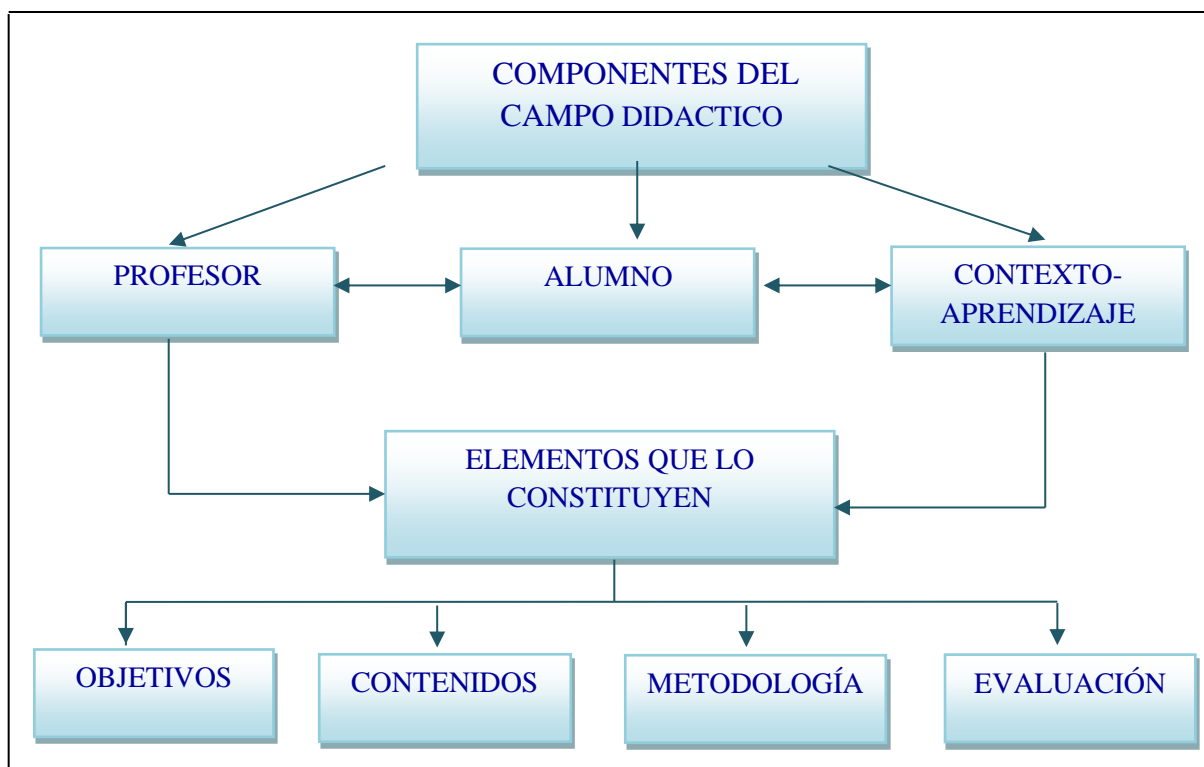 COMPONENTES DEL
CAMPO DIDACTICO
PROFESOR
ALUMNO
CONTEXTO-
APRENDIZAJE
ELEMENTOS QUE LO
CONSTITUYEN
OBJETIVOS
CONTENIDOS
METODOLOGÍA
EVALUACIÓN